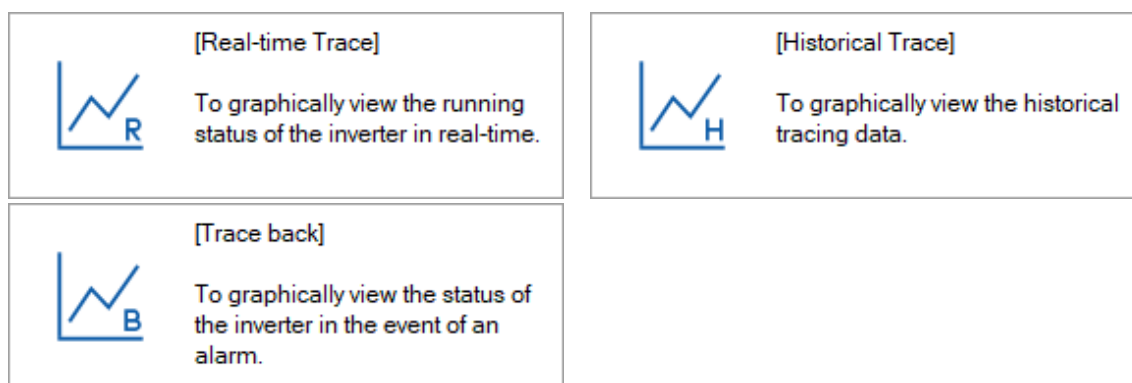 [Real-time Trace]
R
To graphically view the running
status of the inverter in real-time.
[Historical Trace]
H
To graphically view the historical
tracing data.
[Trace back]
B
To graphically view the status of
the inverter in the event of an
alarm.